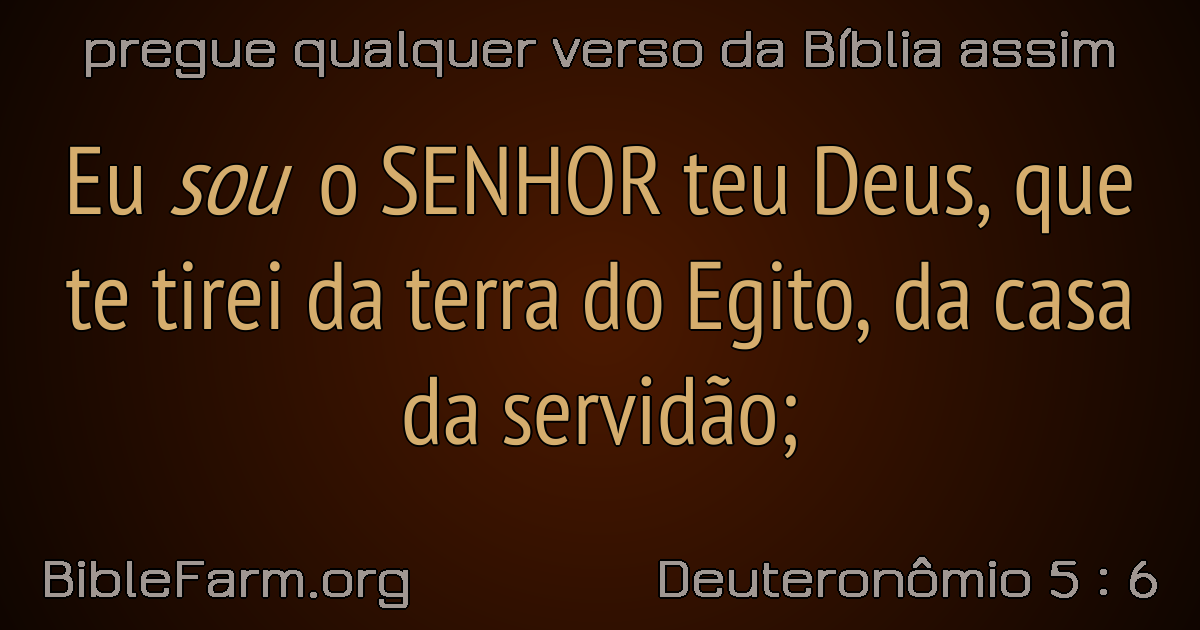 pregue qualquer verso da Bíblia assim
Eu sou o SENHOR teu Deus, que
te tirei da terra do Egito, da casa
da servidão;
BibleFarm.org
Deuteronômio 5 : 6